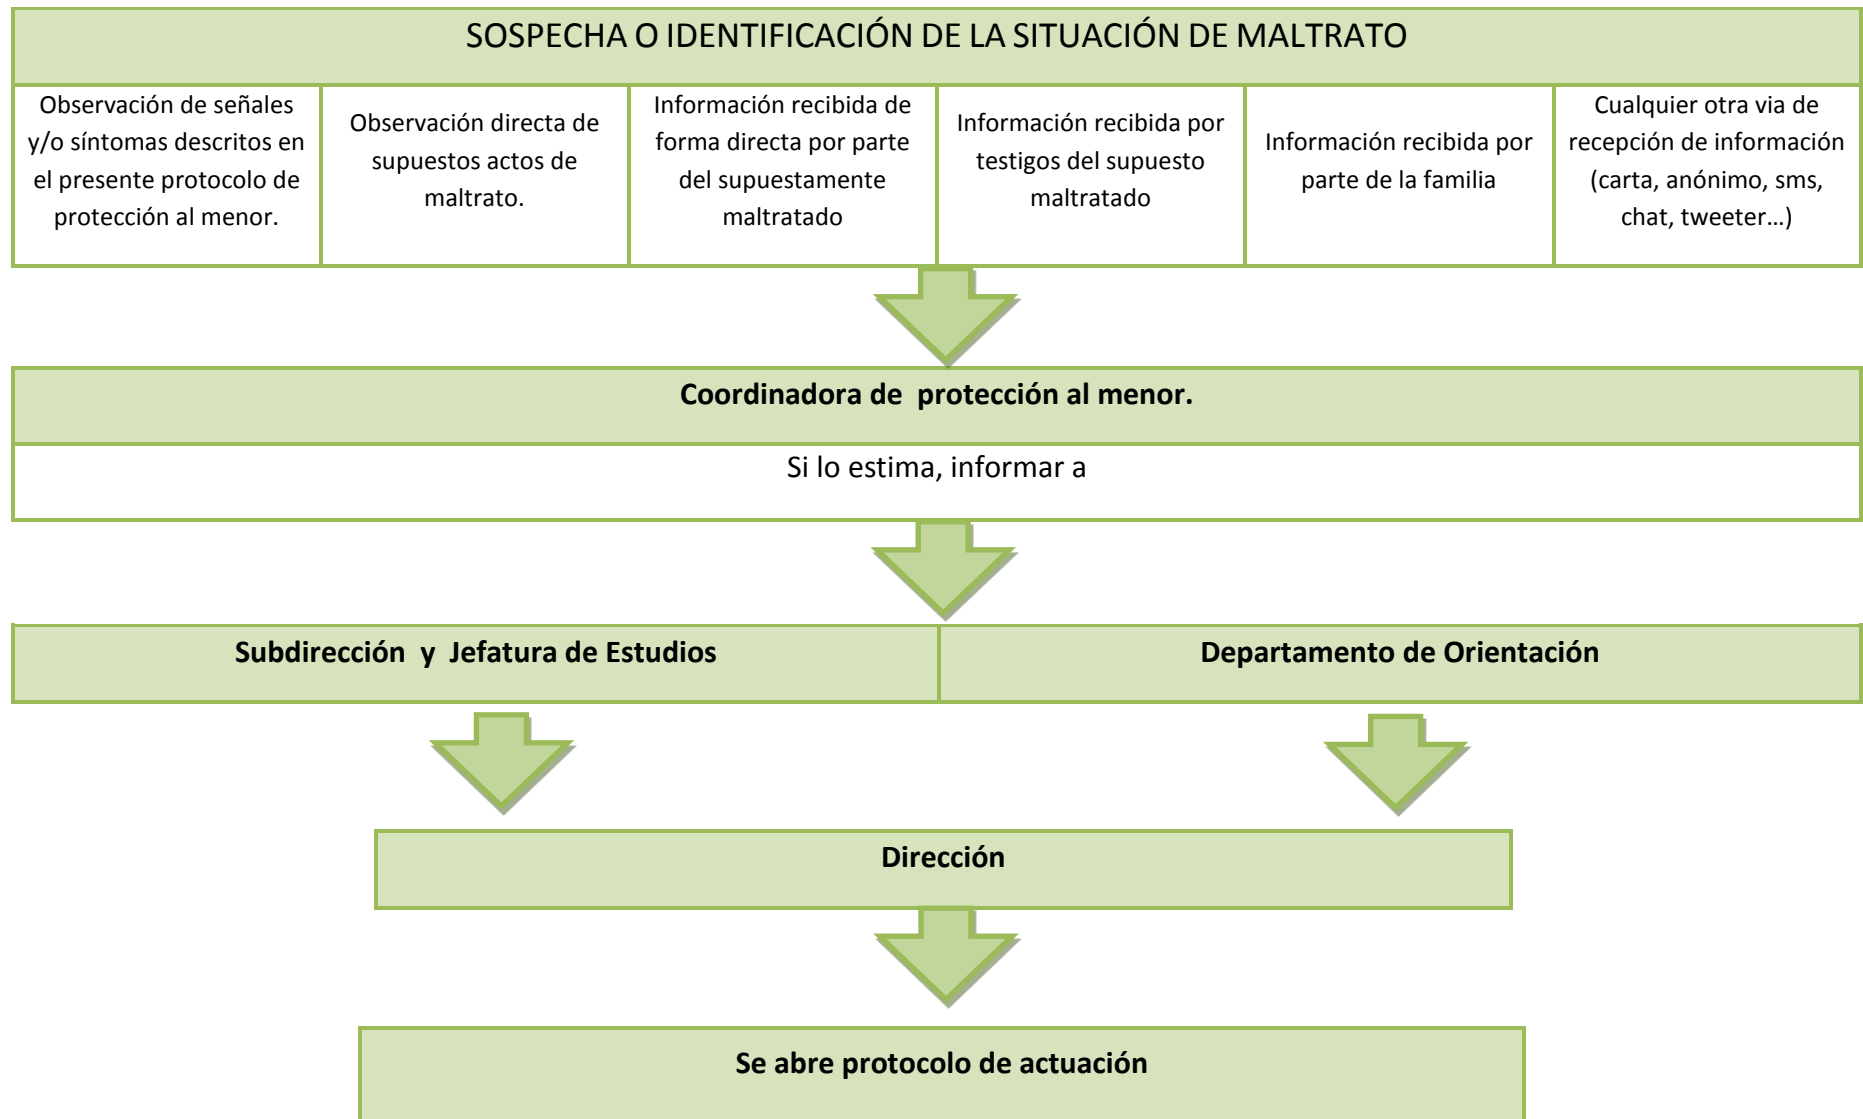 SOSPECHA O IDENTIFICACIÓN DE LA SITUACIÓN DE MALTRATO
Observación de señales
y/o síntomas descritos en
el presente protocolo de
protección al menor.
Observación directa de
supuestos actos de
maltrato.
Información recibida de
forma directa por parte
del supuestamente
maltratado
Información recibida por
testigos del supuesto
maltratado
Información recibida por
parte de la familia
Cualquier otra via de
recepción de información
(carta, anónimo, sms,
chat, tweeter…)
Coordinadora de protección al menor.
Si lo estima, informar a
Subdirección y Jefatura de Estudios
Departamento de Orientación
Dirección
Se abre protocolo de actuación